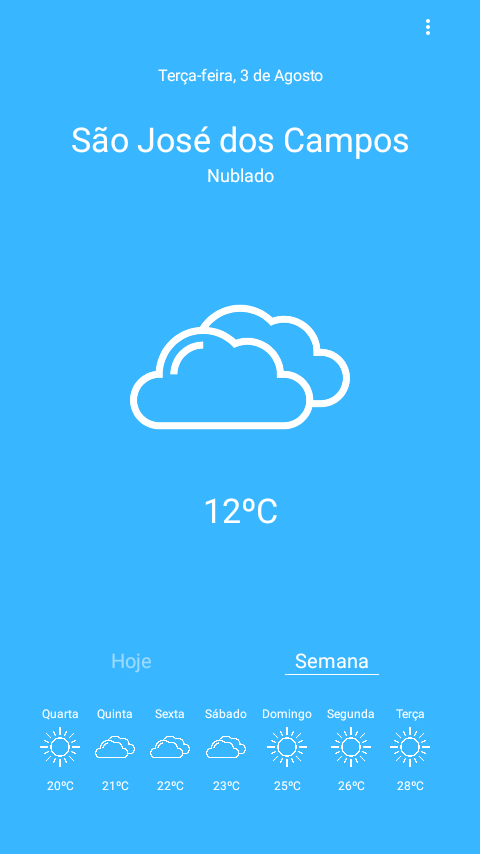 Terça-feira, 3 de Agosto
São José dos Campos
Nublado
12ºC
Hoje Semana
Quarta Quinta Sexta Sábado Domingo Segunda Terça
20ºC 21ºC 22ºC 23ºC 25ºC 26ºC 28ºC